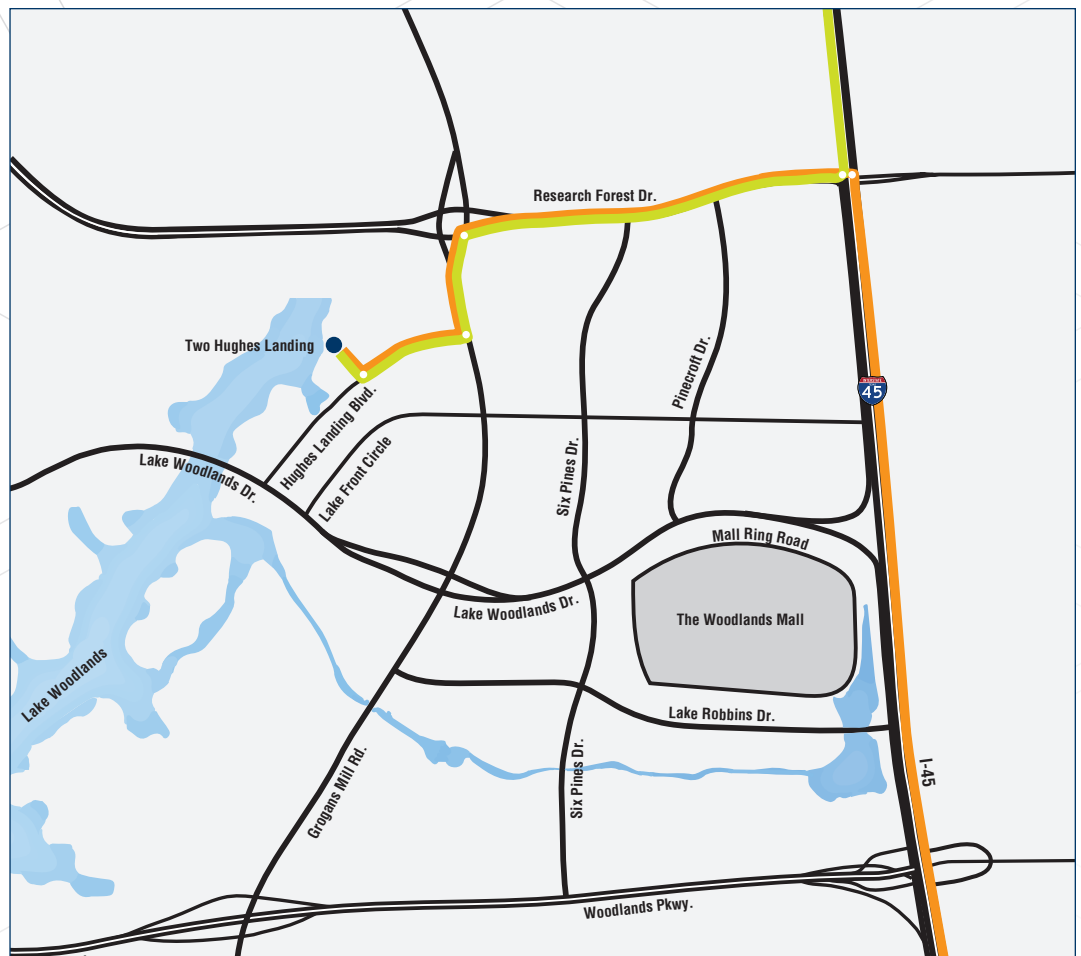 Research Forest Dr.
Two Hughes Landing
Pinecroft Dr.
45
Hughes Landing Blvd.
Lake Front Circle
Lake Woodlands Dr.
Six Pines Dr.
Mall Ring Road
Lake Woodlands Dr.
The Woodlands Mall
Lake Woodlands
Lake Robbins Dr.
Grogans Mill Rd.
Six Pines Dr.
I-45
Woodlands Pkwy.